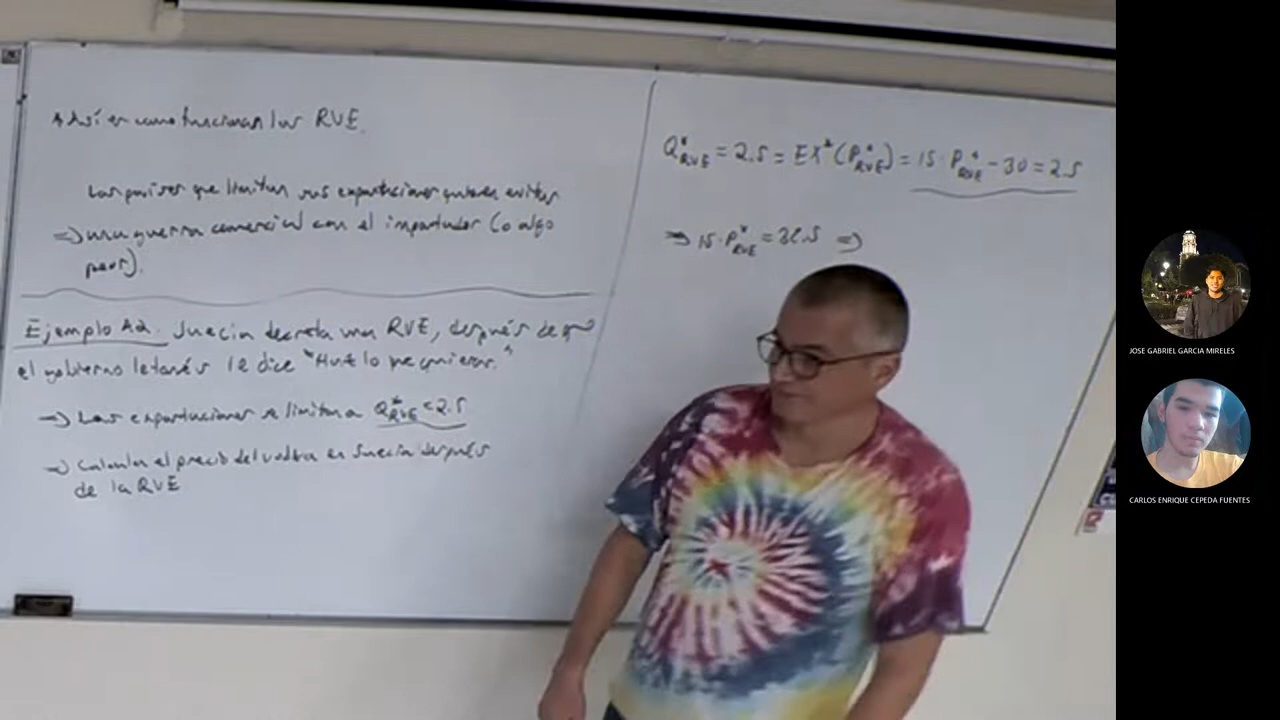 Así es como funcionan las RVE.
Los países que limitan sus exportaciones quieren evitar
=> una guerra comercial con el importador (o algo
peor).
Ejemplo A2. Suecia decreta una RVE, después de que
el gobierno letonés le dice "
→ Las exportaciones se limitan a Q*RVE = 2.5
→ Calcular el precio del vodka en Suecia después
de la RVE
Q*RVE = 2.5 = EX*(P*RVE) = 15·P*RVE - 30 = 2.5
=> 15·P*RVE = 32.5 =>
JOSE GABRIEL GARCIA MIRELES
CARLOS ENRIQUE CEPEDA FUENTES